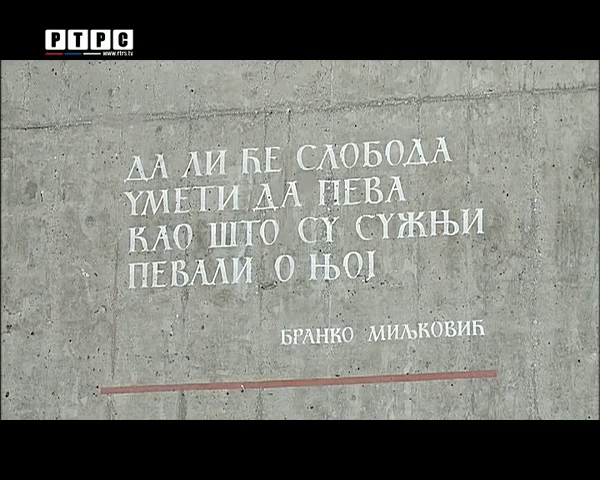 РТРС
www.rtrs.tv
ДА ЛИ ЋЕ СЛОБОДА
УМЕТИ ДА ПЕВА
КАО ШТО СУ СУЖЊИ
ПЕВАЛИ О ЊОЈ
БРАНКО МИЉКОВИЋ